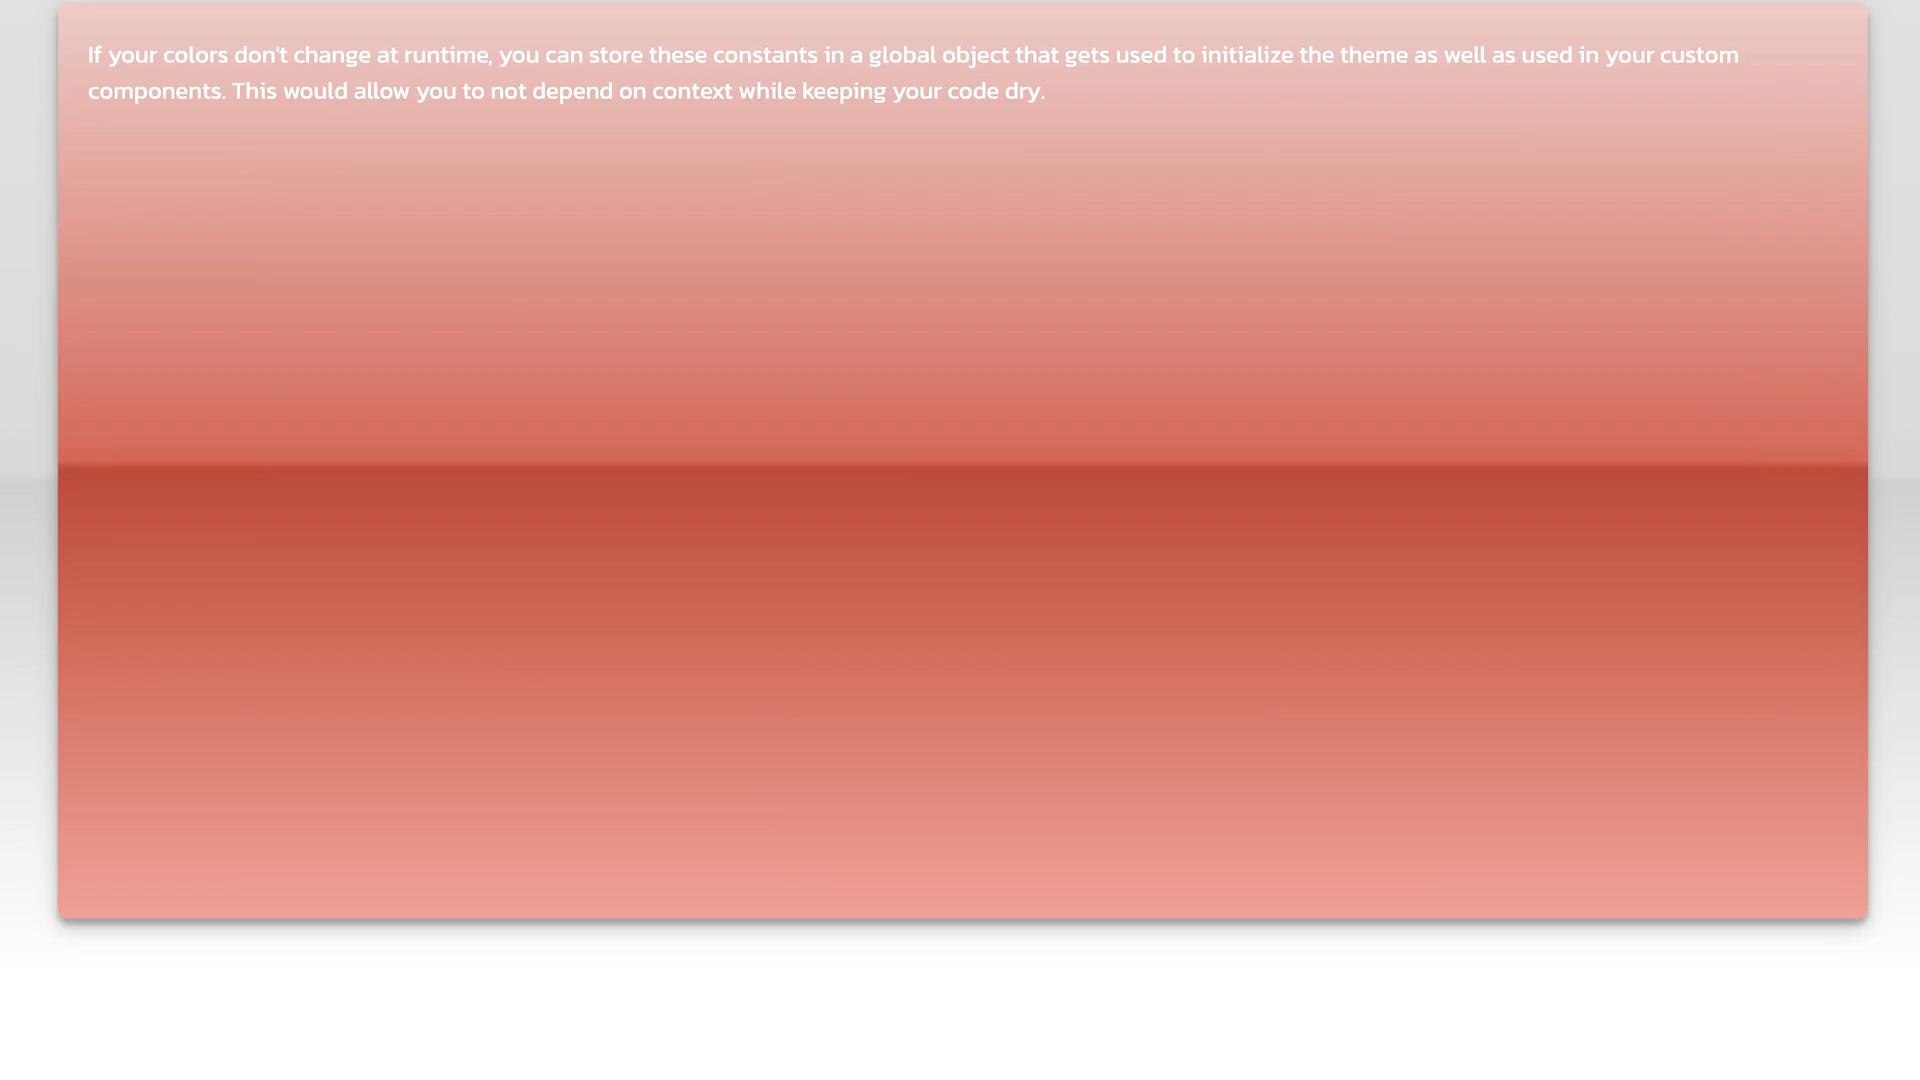 If your colors don't change at runtime, you can store these constants in a global object that gets used to initialize the theme as well as used in your custom
components. This would allow you to not depend on context while keeping your code dry.